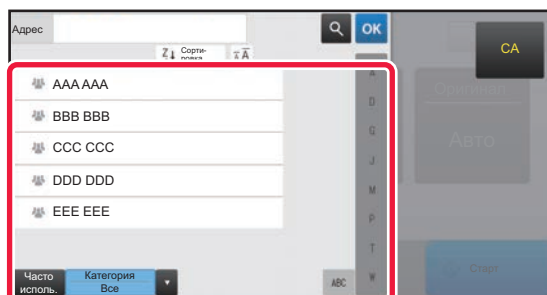 Адрес
OK
CA
Сорти-
ровка
AAA AAA
BBB BBB
CCC CCC
DDD DDD
EEE EEE
A
D
G
J
M
P
T
W
Оригинал
Авто
Часто
исполь.
Категория
Все
ABC
Старт